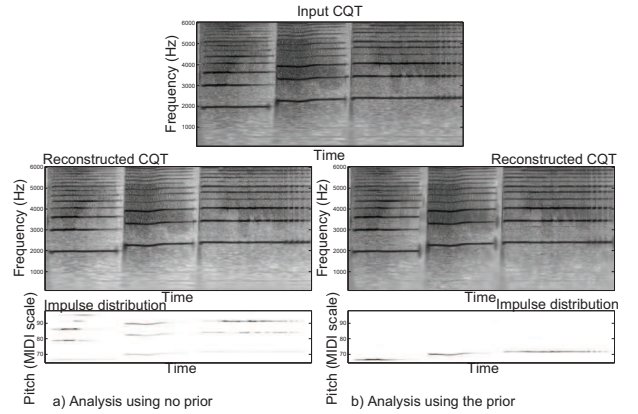 Input CQT
6000
5000
4000
3000
2000
1000
Frequency (Hz)
Time
Reconstructed CQT
6000
5000
4000
3000
2000
1000
Frequency (Hz)
Time
Reconstructed CQT
6000
5000
4000
3000
2000
1000
Frequency (Hz)
Time
Impulse distribution
90
80
70
Pitch (MIDI scale)
Time
Impulse distribution
90
80
70
Pitch (MIDI scale)
Time
a) Analysis using no prior
b) Analysis using the prior